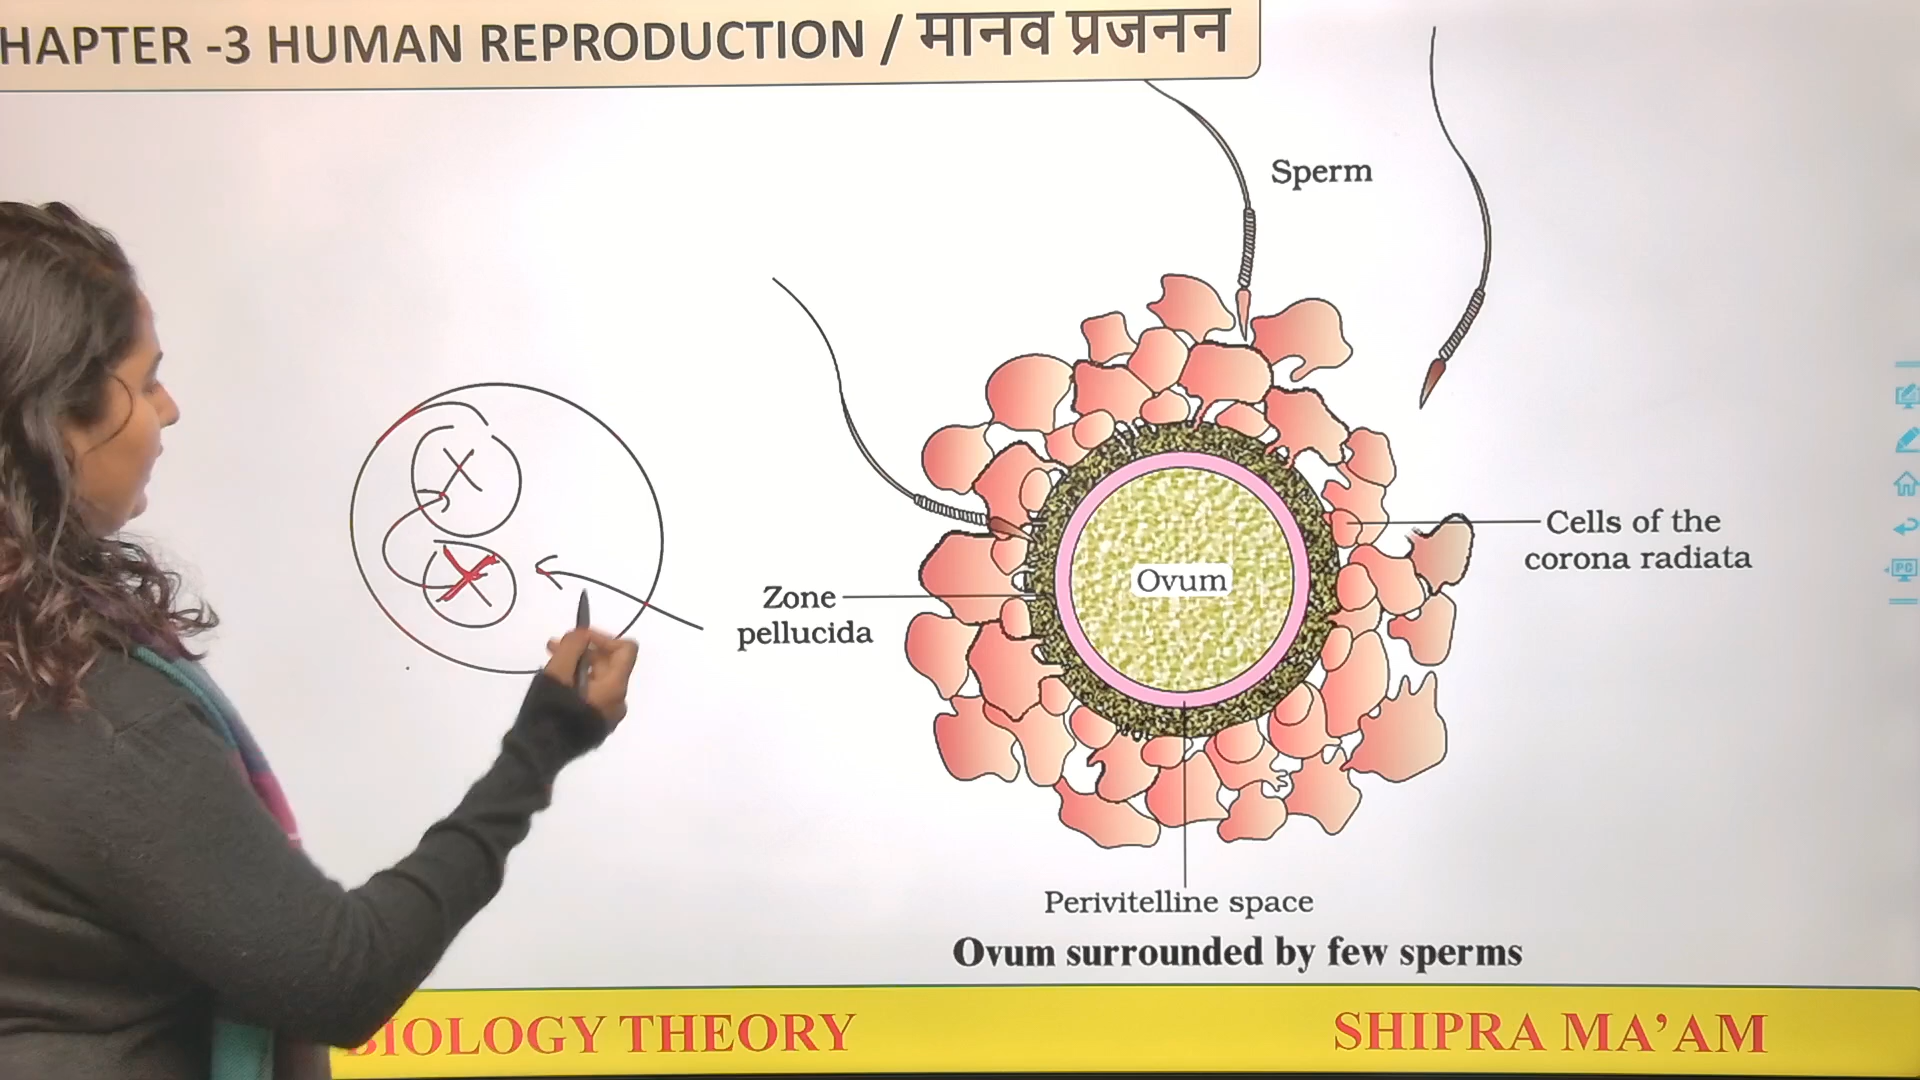 HAPTER -3 HUMAN REPRODUCTION / मानव प्रजनन
Sperm
Cells of the
corona radiata
Zone
pellucida
Ovum
Perivitelline space
Ovum surrounded by few sperms
X
X
BIOLOGY THEORY
SHIPRA MA'AM